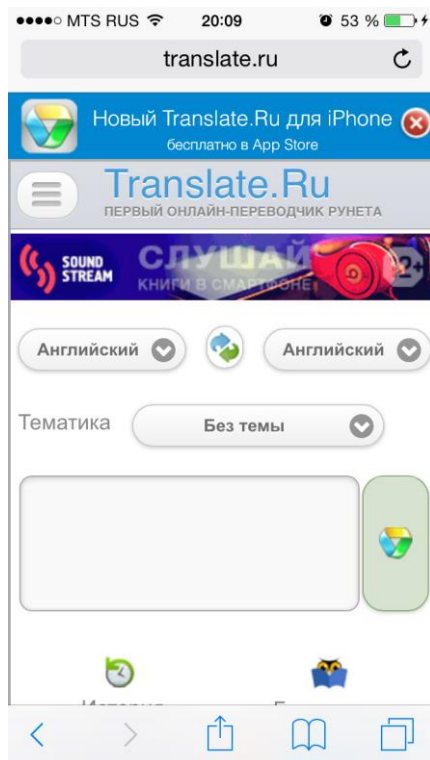 MTS RUS 20:09 53 %
translate.ru
Новый Translate.Ru для iPhone
бесплатно в App Store
Translate.Ru
ПЕРВЫЙ ОНЛАЙН-ПЕРЕВОДЧИК РУНЕТА
SOUND
STREAM
СЛУШАЙ
КНИГИ В СМАРТФОНЕ
Английский Английский
Тематика Без темы
История